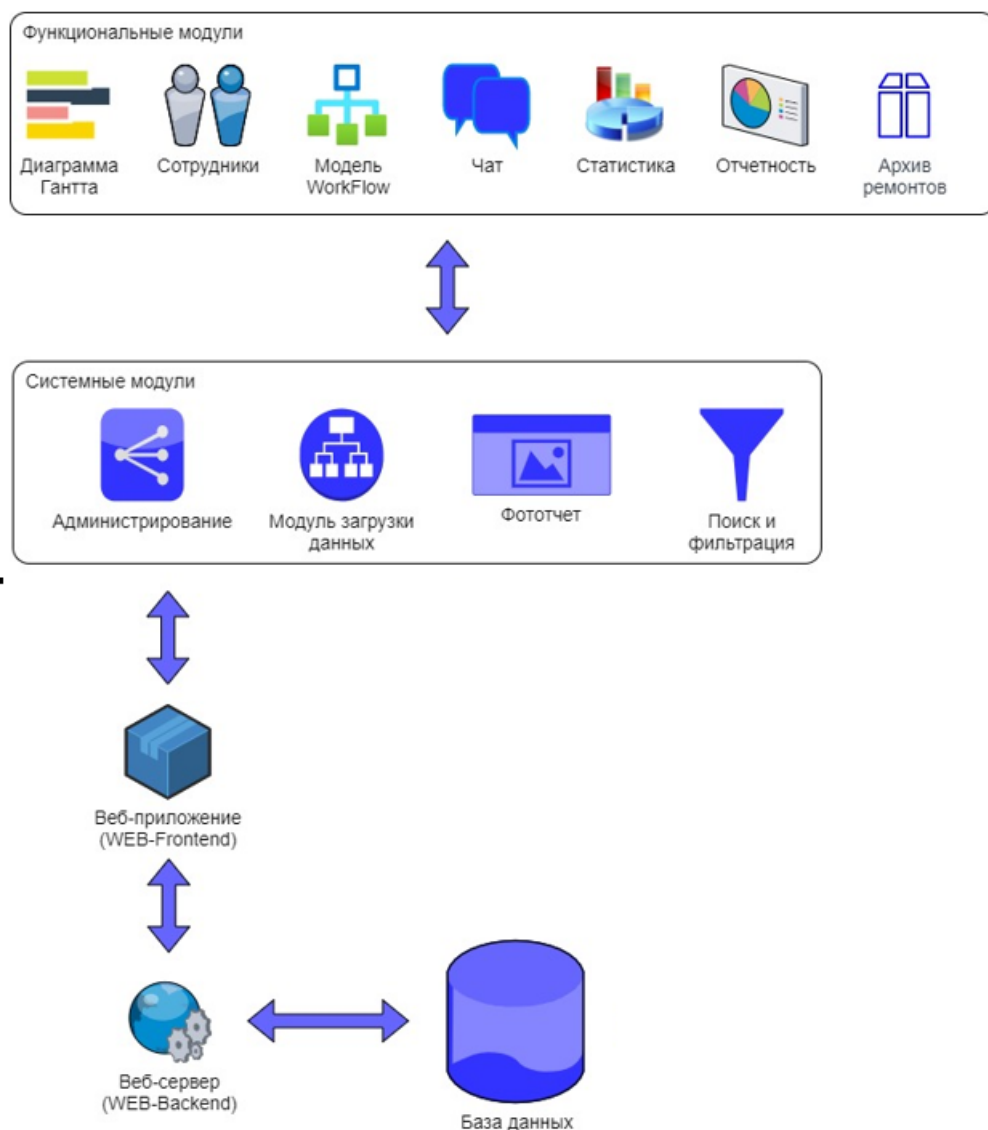 Функциональные модули
Диаграмма
Гантта
Сотрудники
Модель
WorkFlow
Чат
Статистика
Отчетность
Архив
ремонтов
Системные модули
Администрирование
Модуль загрузки
данных
Фототчет
Поиск и
фильтрация
Веб-приложение
(WEB-Frontend)
Веб-сервер
(WEB-Backend)
База данных